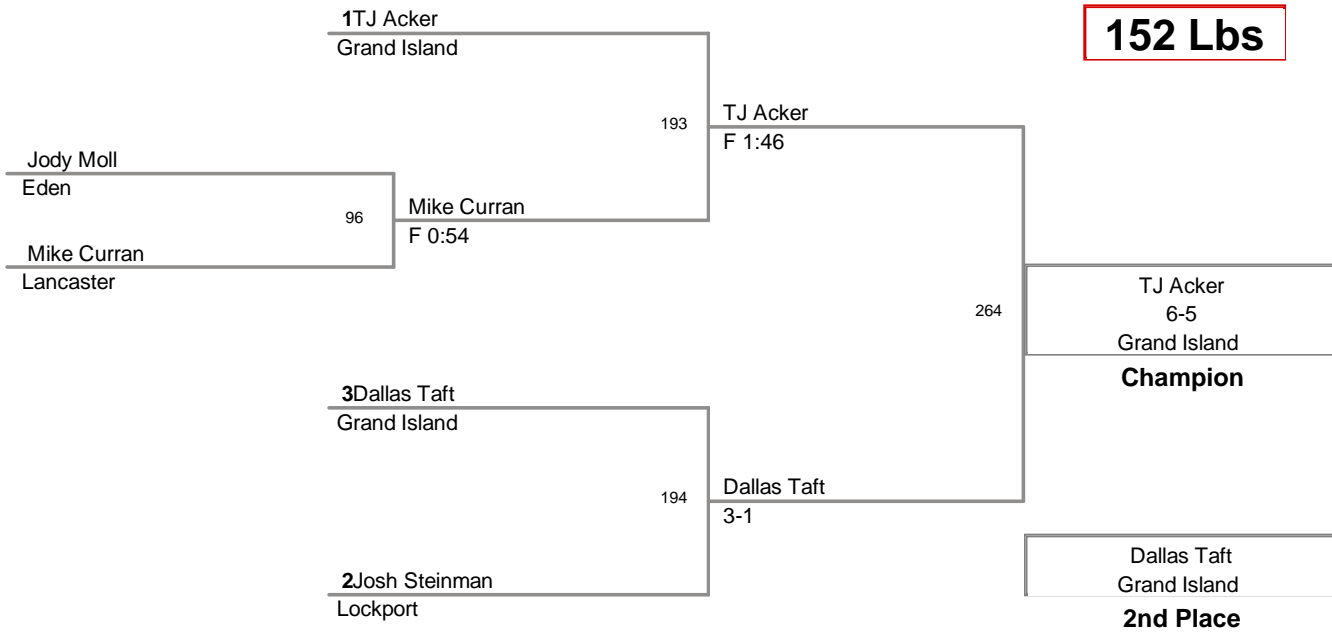 1TJ Acker
Grand Island
152 Lbs
193
TJ Acker
F 1:46
Jody Moll
Eden
96
Mike Curran
F 0:54
Mike Curran
Lancaster
264
TJ Acker
6-5
Grand Island
Champion
3Dallas Taft
Grand Island
194
Dallas Taft
3-1
2Josh Steinman
Lockport
Dallas Taft
Grand Island
2nd Place